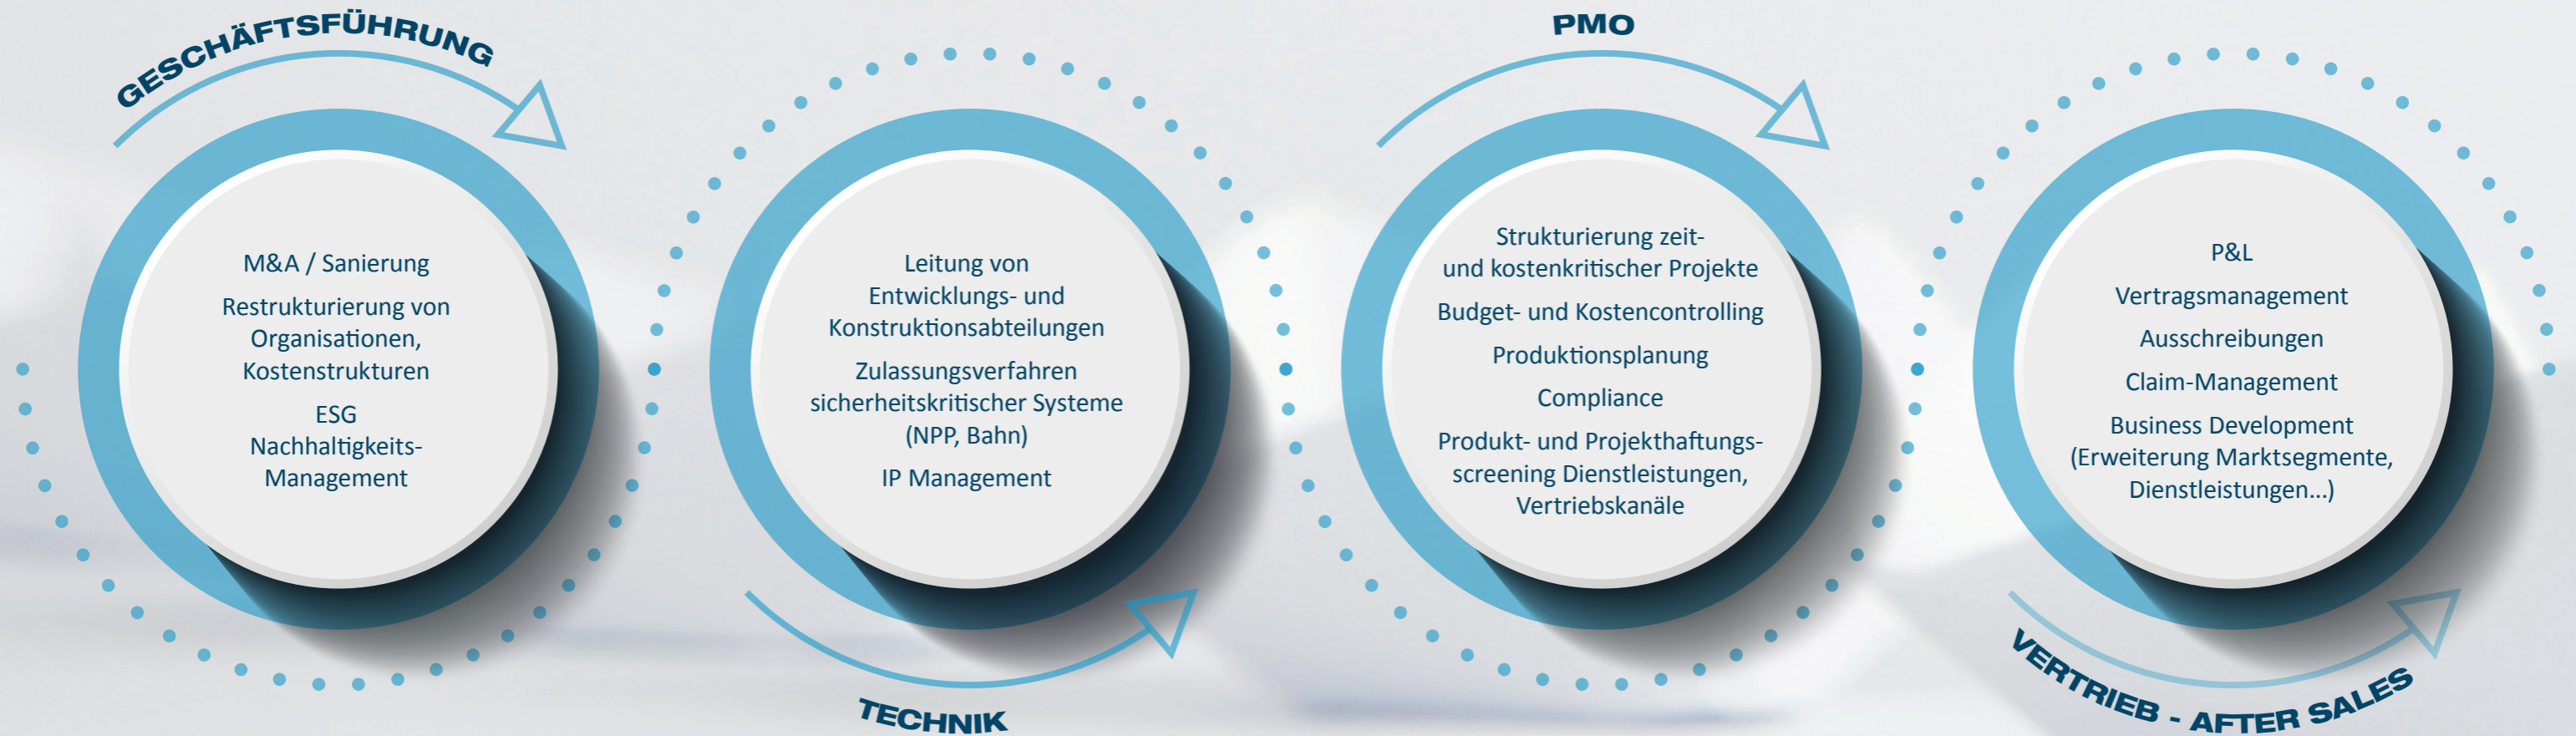 GESCHÄFTSFÜHRUNG
M&A / Sanierung
Restrukturierung von
Organisationen,
Kostenstrukturen
ESG
Nachhaltigkeits-
Management
Leitung von
Entwicklungs- und
Konstruktionsabteilungen
Zulassungsverfahren
sicherheitskritischer Systeme
(NPP, Bahn)
IP Management
TECHNIK
PMO
Strukturierung zeit-
und kostenkritischer Projekte
Budget- und Kostencontrolling
Produktionsplanung
Compliance
Produkt- und Projekthaftungs-
screening Dienstleistungen,
Vertriebskanäle
P&L
Vertragsmanagement
Ausschreibungen
Claim-Management
Business Development
(Erweiterung Marktsegmente,
Dienstleistungen...)
VERTRIEB - AFTER SALES